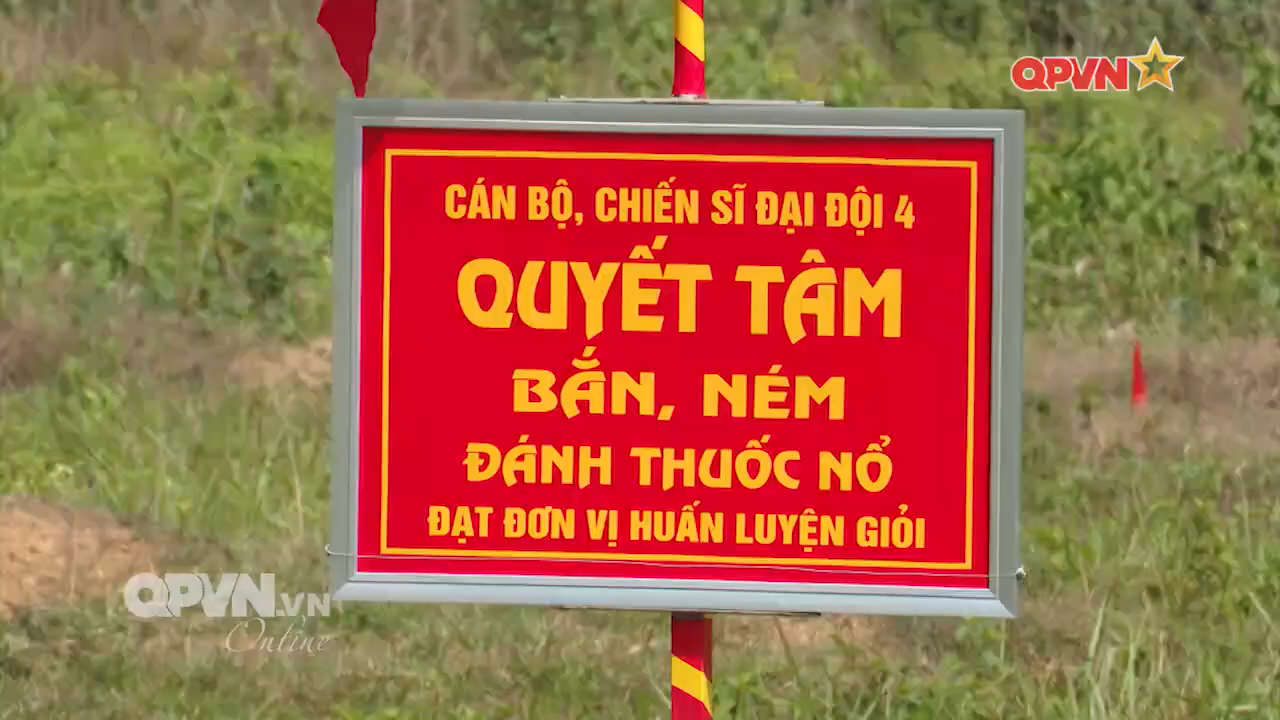 QPVN
CÁN BỘ, CHIẾN SĨ ĐẠI ĐỘI 4
QUYẾT TÂM
BẮN, NÉM
ĐÁNH THUỐC NỔ
ĐẠT ĐƠN VỊ HUẤN LUYỆN GIỎI
QPVN.VN
Online